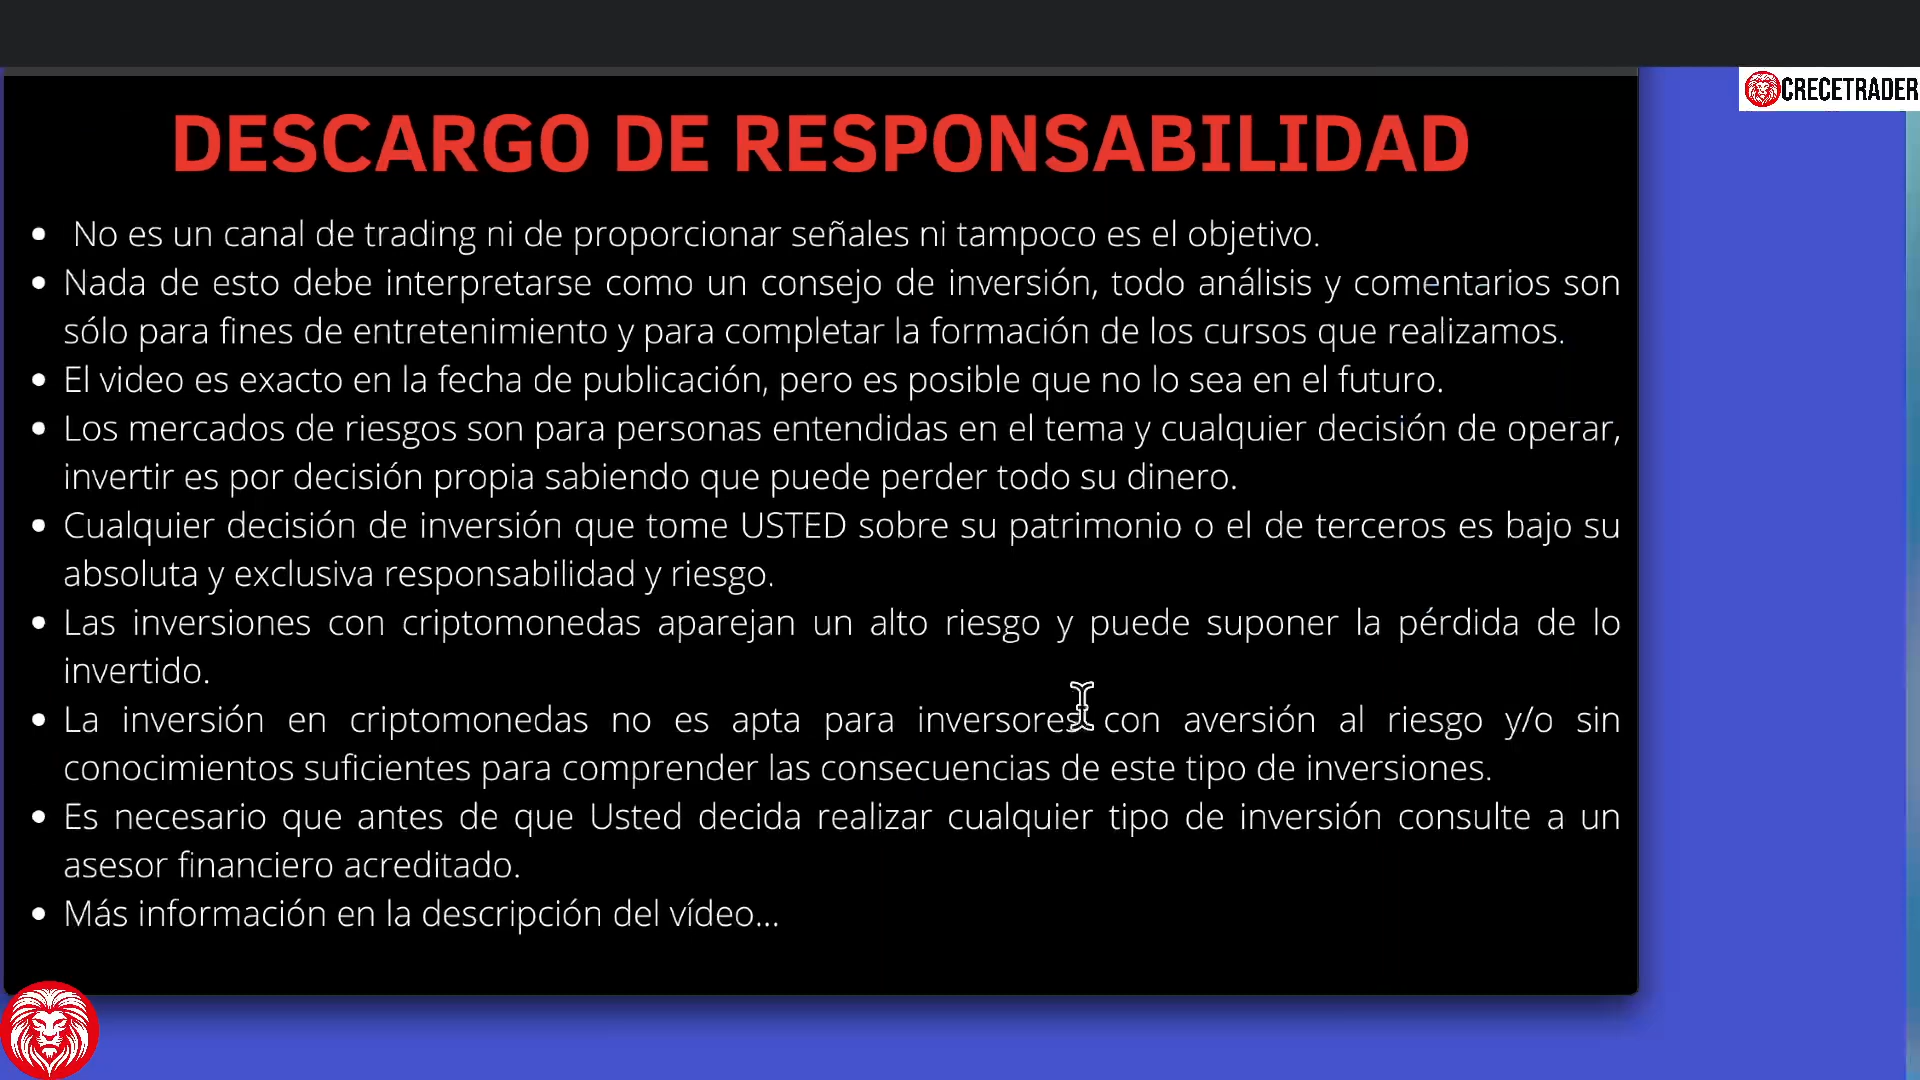 CRECETRADER
DESCARGO DE RESPONSABILIDAD
• No es un canal de trading ni de proporcionar señales ni tampoco es el objetivo.
• Nada de esto debe interpretarse como un consejo de inversión, todo análisis y comentarios son
sólo para fines de entretenimiento y para completar la formación de los cursos que realizamos.
• El video es exacto en la fecha de publicación, pero es posible que no lo sea en el futuro.
• Los mercados de riesgos son para personas entendidas en el tema y cualquier decisión de operar,
invertir es por decisión propia sabiendo que puede perder todo su dinero.
• Cualquier decisión de inversión que tome USTED sobre su patrimonio o el de terceros es bajo su
absoluta y exclusiva responsabilidad y riesgo.
• Las inversiones con criptomonedas aparejan un alto riesgo y puede suponer la pérdida de lo
invertido.
• La inversión en criptomonedas no es apta para inversores con aversión al riesgo y/o sin
conocimientos suficientes para comprender las consecuencias de este tipo de inversiones.
• Es necesario que antes de que Usted decida realizar cualquier tipo de inversión consulte a un
asesor financiero acreditado.
• Más información en la descripción del vídeo...